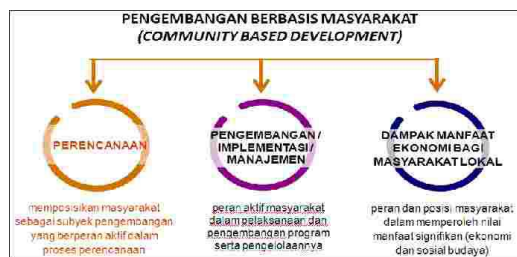 PENGEMBANGAN BERBASIS MASYARAKAT
(COMMUNITY BASED DEVELOPMENT)
PERENCANAAN
PENGEMBANGAN /
IMPLEMENTASI /
MANAJEMEN
DAMPAK MANFAAT
EKONOMI BAGI
MASYARAKAT LOKAL
memposisikan masyarakat
sebagai subyek pengembangan
yang berperan aktif dalam
proses perencanaan
peran aktif masyarakat
dalam pelaksanaan dan
pengembangan program
serta pengelolaannya
peran dan posisi masyarakat
dalam memperoleh nilai
manfaat signifikan (ekonomi
dan sosial budaya)